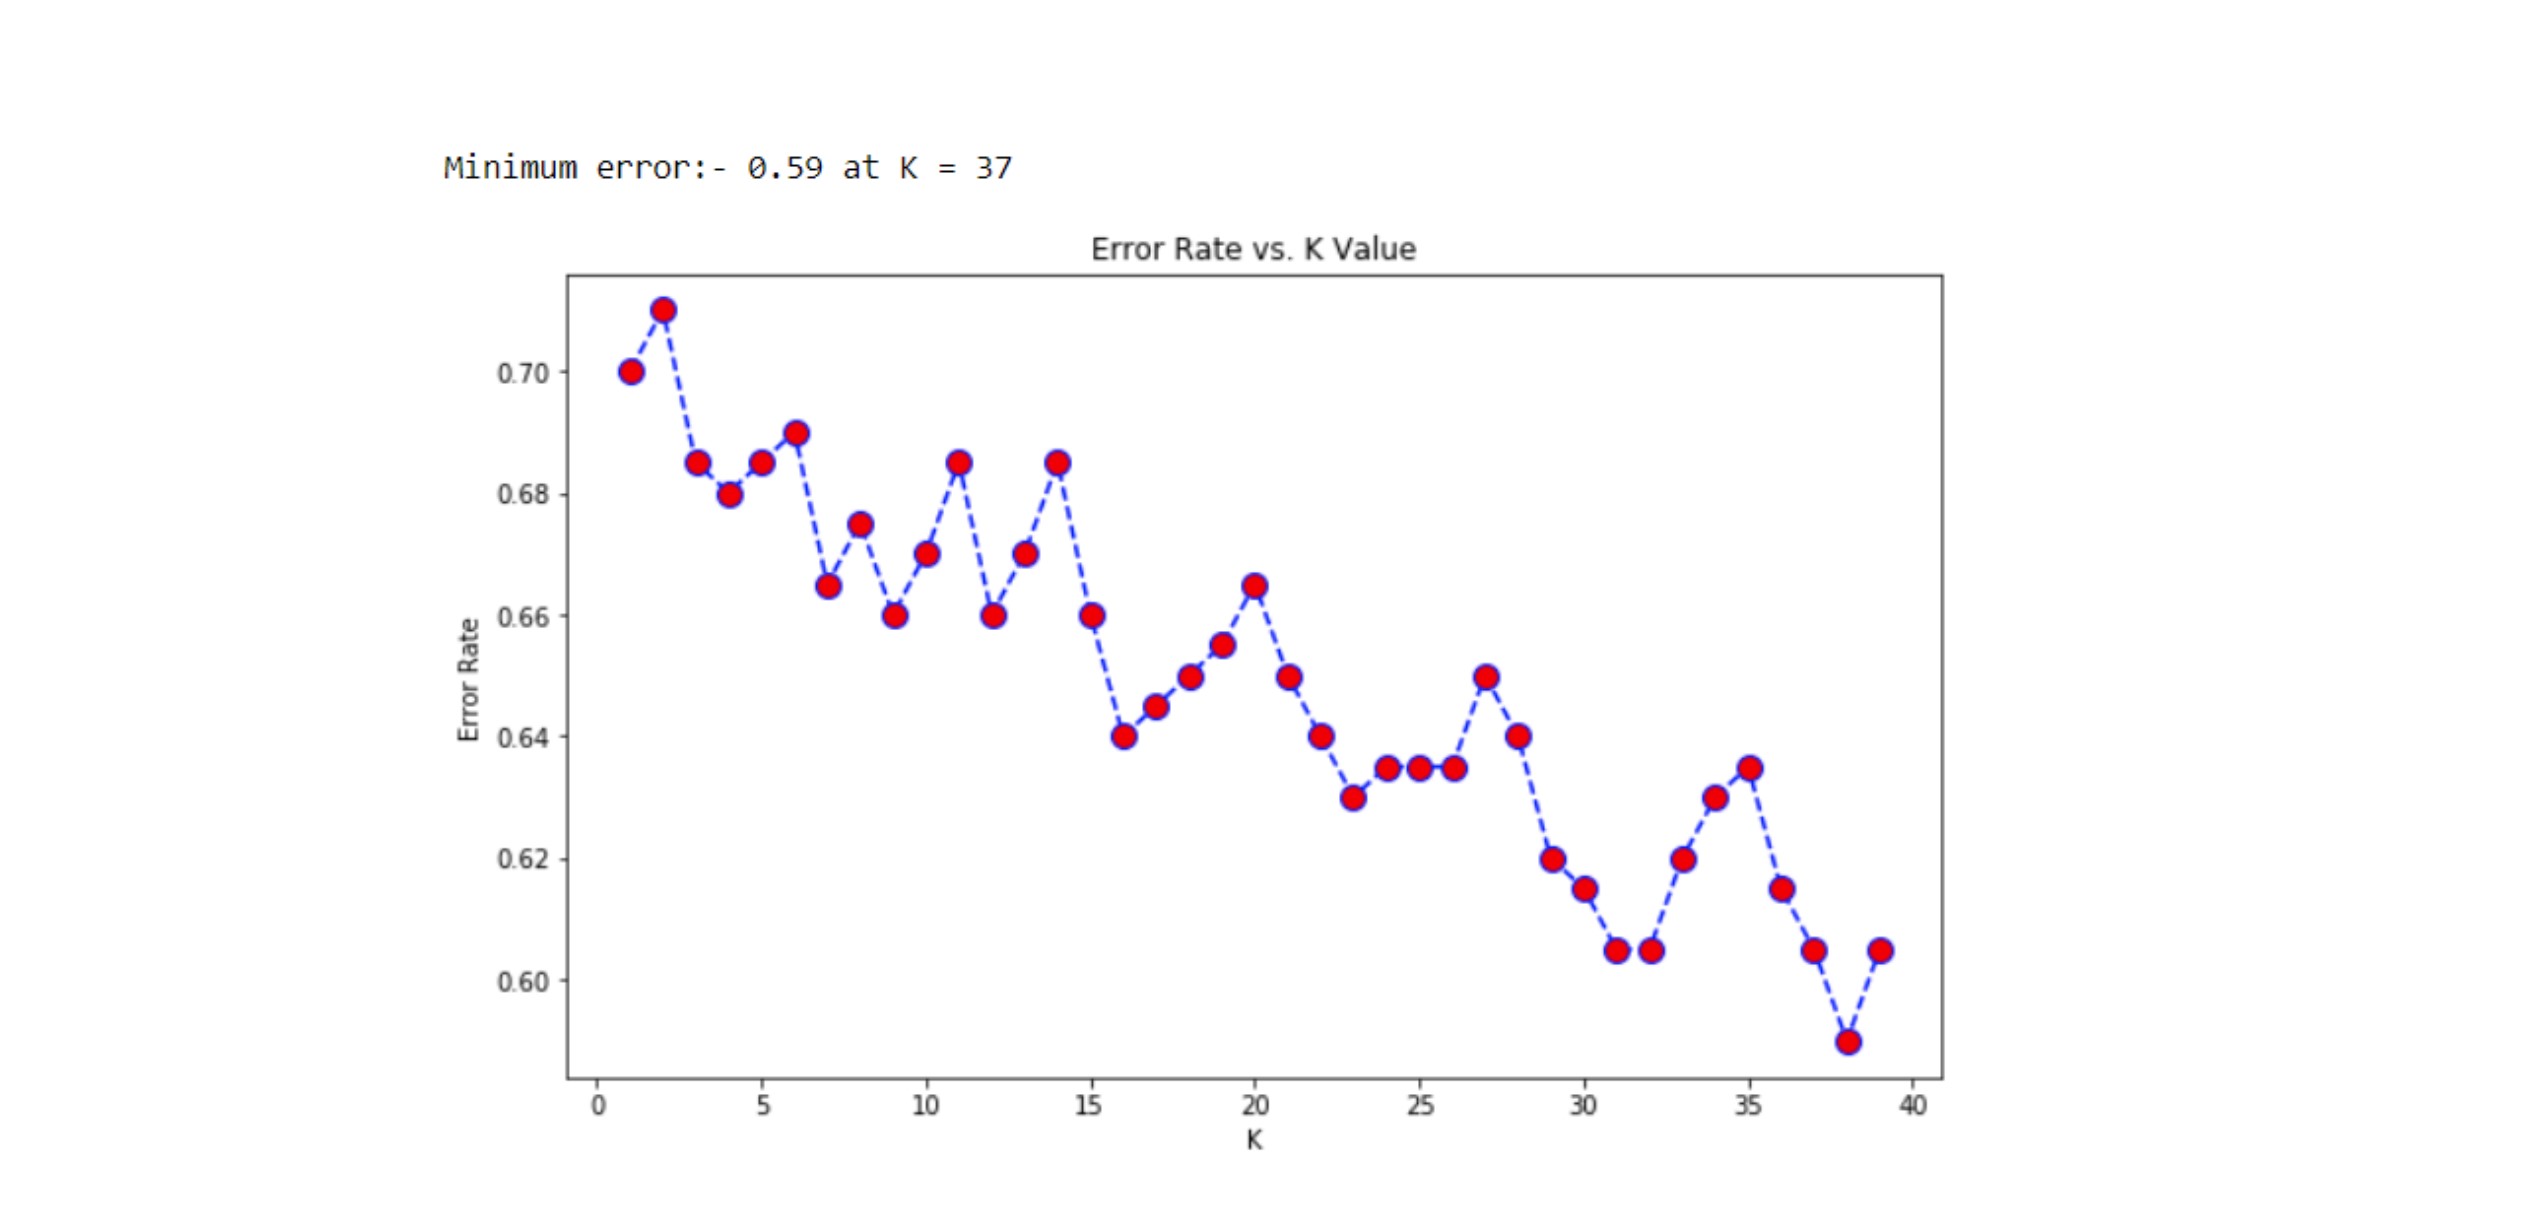 Minimum error:- 0.59 at K = 37
Error Rate vs. K Value
0.70
0.68
0.66
0.64
0.62
0.60
Error Rate
0 5 10 15 20 25 30 35 40
K